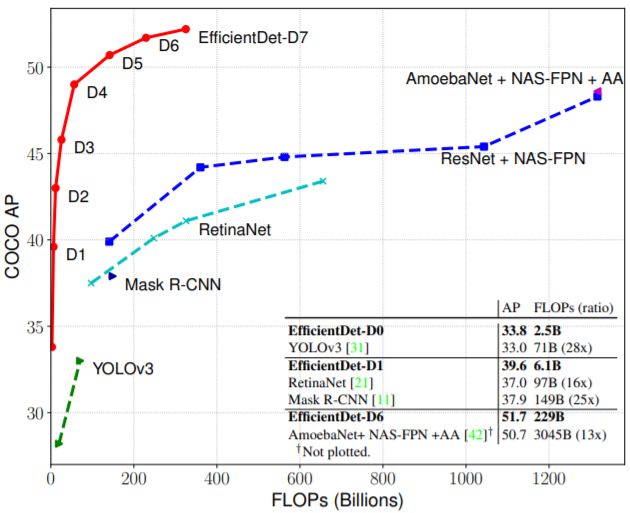 COCO AP
50
45
40
35
30
0
200
400
600
800
1000
1200
FLOPs (Billions)
EfficientDet-D7
D6
D5
D4
D3
D2
D1
AmoebaNet + NAS-FPN + AA
ResNet + NAS-FPN
RetinaNet
Mask R-CNN
YOLOv3
AP FLOPs (ratio)
EfficientDet-D0 33.8 2.5B
YOLOv3 [31] 33.0 71B (28x)
EfficientDet-D1 39.6 6.1B
RetinaNet [21] 37.0 97B (16x)
Mask R-CNN [11] 37.9 149B (25x)
EfficientDet-D6 51.7 229B
AmoebaNet+ NAS-FPN +AA [42]† 50.7 3045B (13x)
†Not plotted.